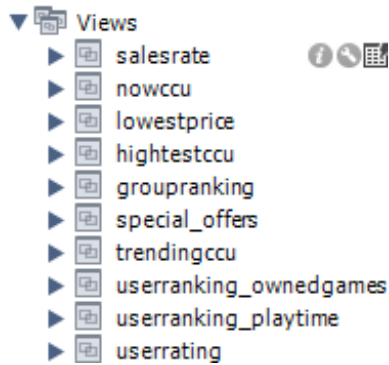 Views
salesrate
nowccu
lowestprice
hightestccu
groupranking
special_offers
trendingccu
userranking_ownedgames
userranking_playtime
userrating